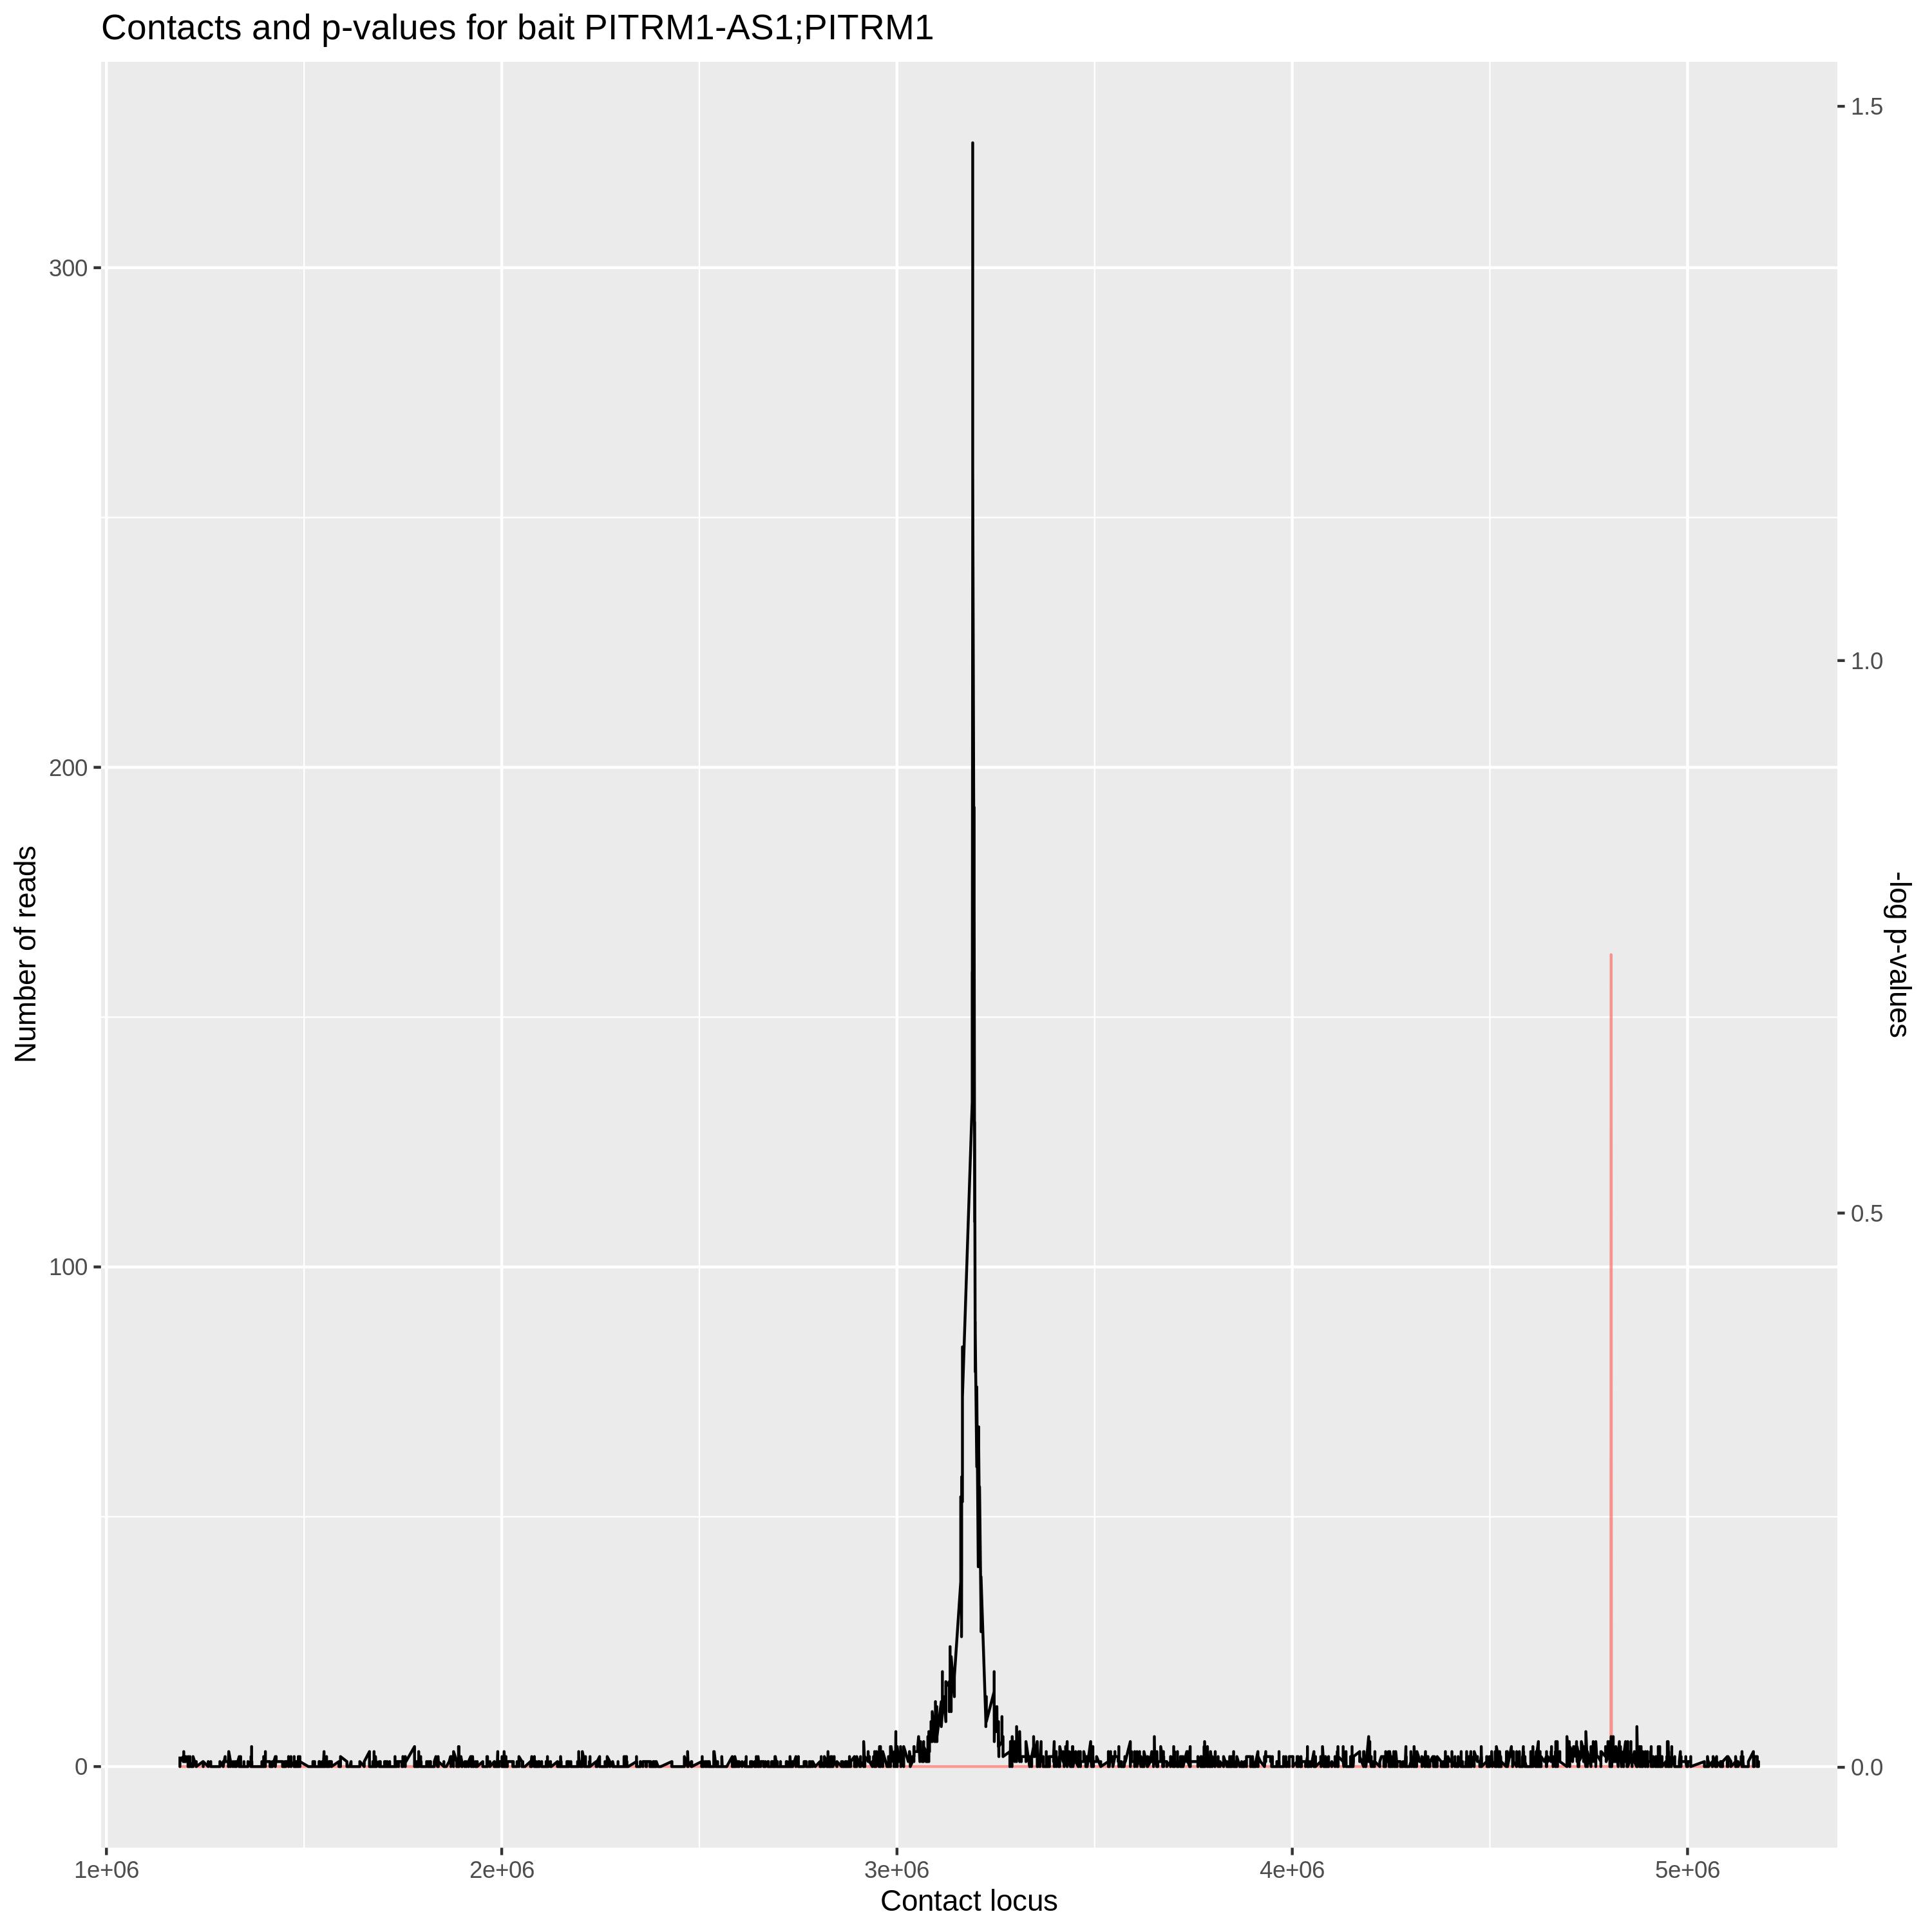 Contacts and p-values for bait PITRM1-AS1;PITRM1
300
200
100
0
Number of reads
1.5
1.0
0.5
0.0
-log p-values
1e+06 2e+06 3e+06 4e+06 5e+06
Contact locus